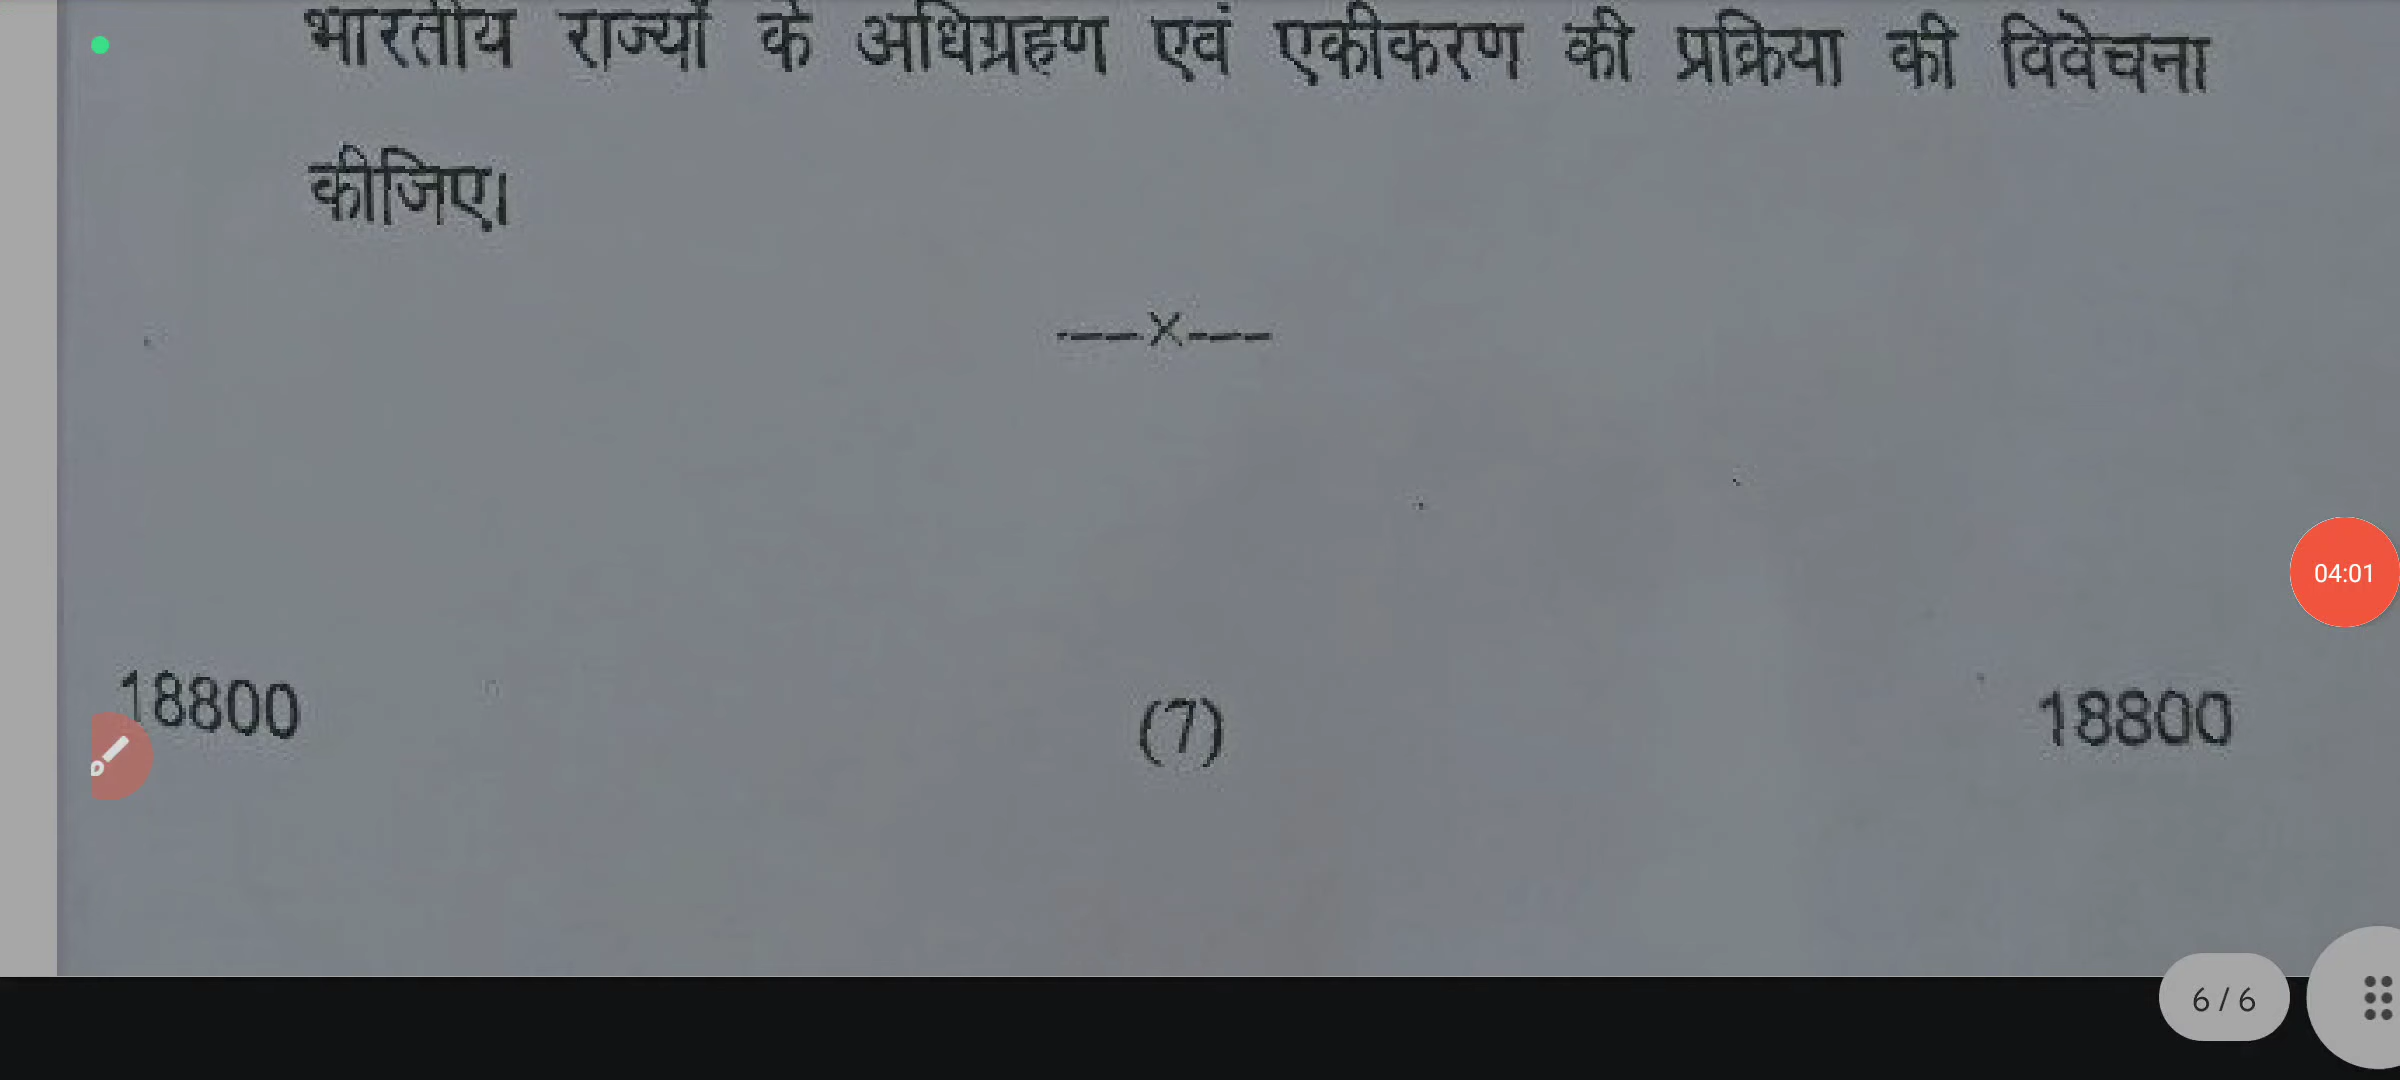 भारतीय राज्यों के अधिग्रहण एवं एकीकरण की प्रक्रिया की विवेचना
कीजिए।
---×---
04:01
18800 (7) 18800
6 / 6